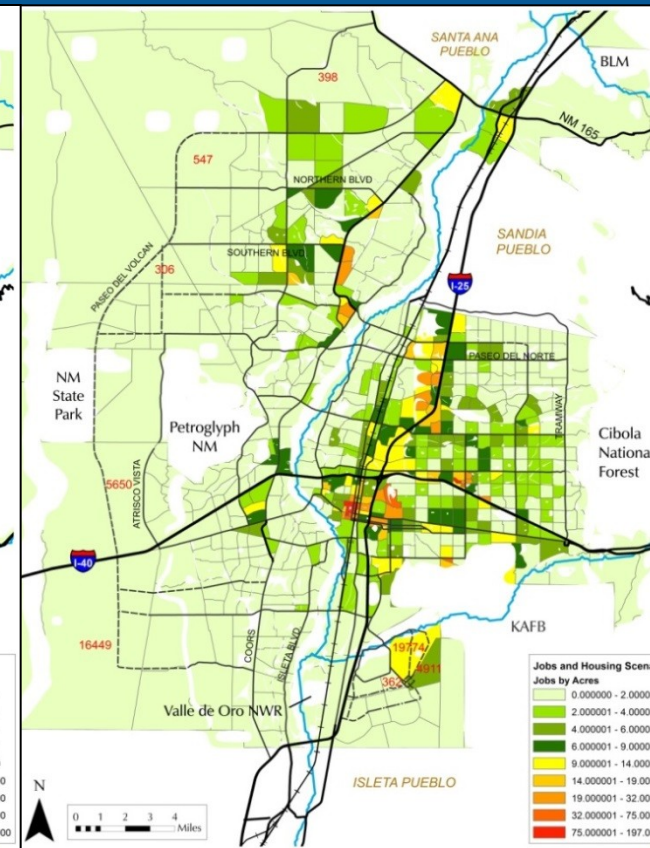 SANTA ANA
PUEBLO
BLM
398
NM 165
547
NORTHERN BLVD
SANDIA
PUEBLO
SOUTHERN BLVD
306
PASEO DEL VOLCAN
I-25
PASEO DEL NORTE
NM
State
Park
Petroglyph
NM
TRAMWAY
Cibola
Nationa
Forest
5650
ATRISCO VISTA
I-40
KAFB
16449
COORS
ISLETA BLVD
19774
4911
362
Valle de Oro NWR
ISLETA PUEBLO
N
0 1 2 3 4
Miles
Jobs and Housing Scena
Jobs by Acres
0.000000 - 2.0000
2.000001 - 4.0000
4.000001 - 6.0000
6.000001 - 9.0000
9.000001 - 14.000
14.000001 - 19.00
19.000001 - 32.00
32.000001 - 75.00
75.000001 - 197.0